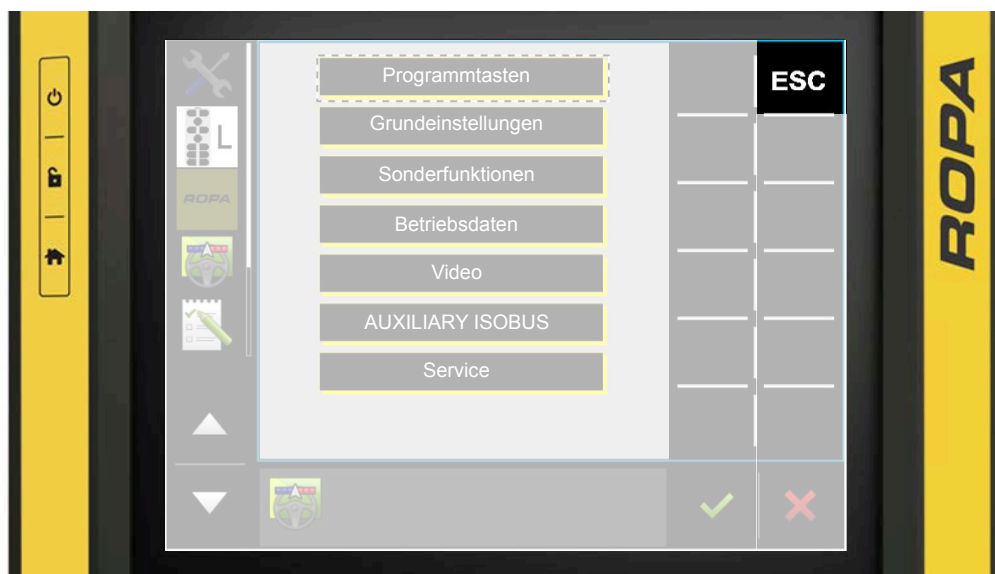 Programmtasten
ESC
Grundeinstellungen
L
Sonderfunktionen
ROPA
Betriebsdaten
Video
AUXILIARY ISOBUS
Service
ROPA